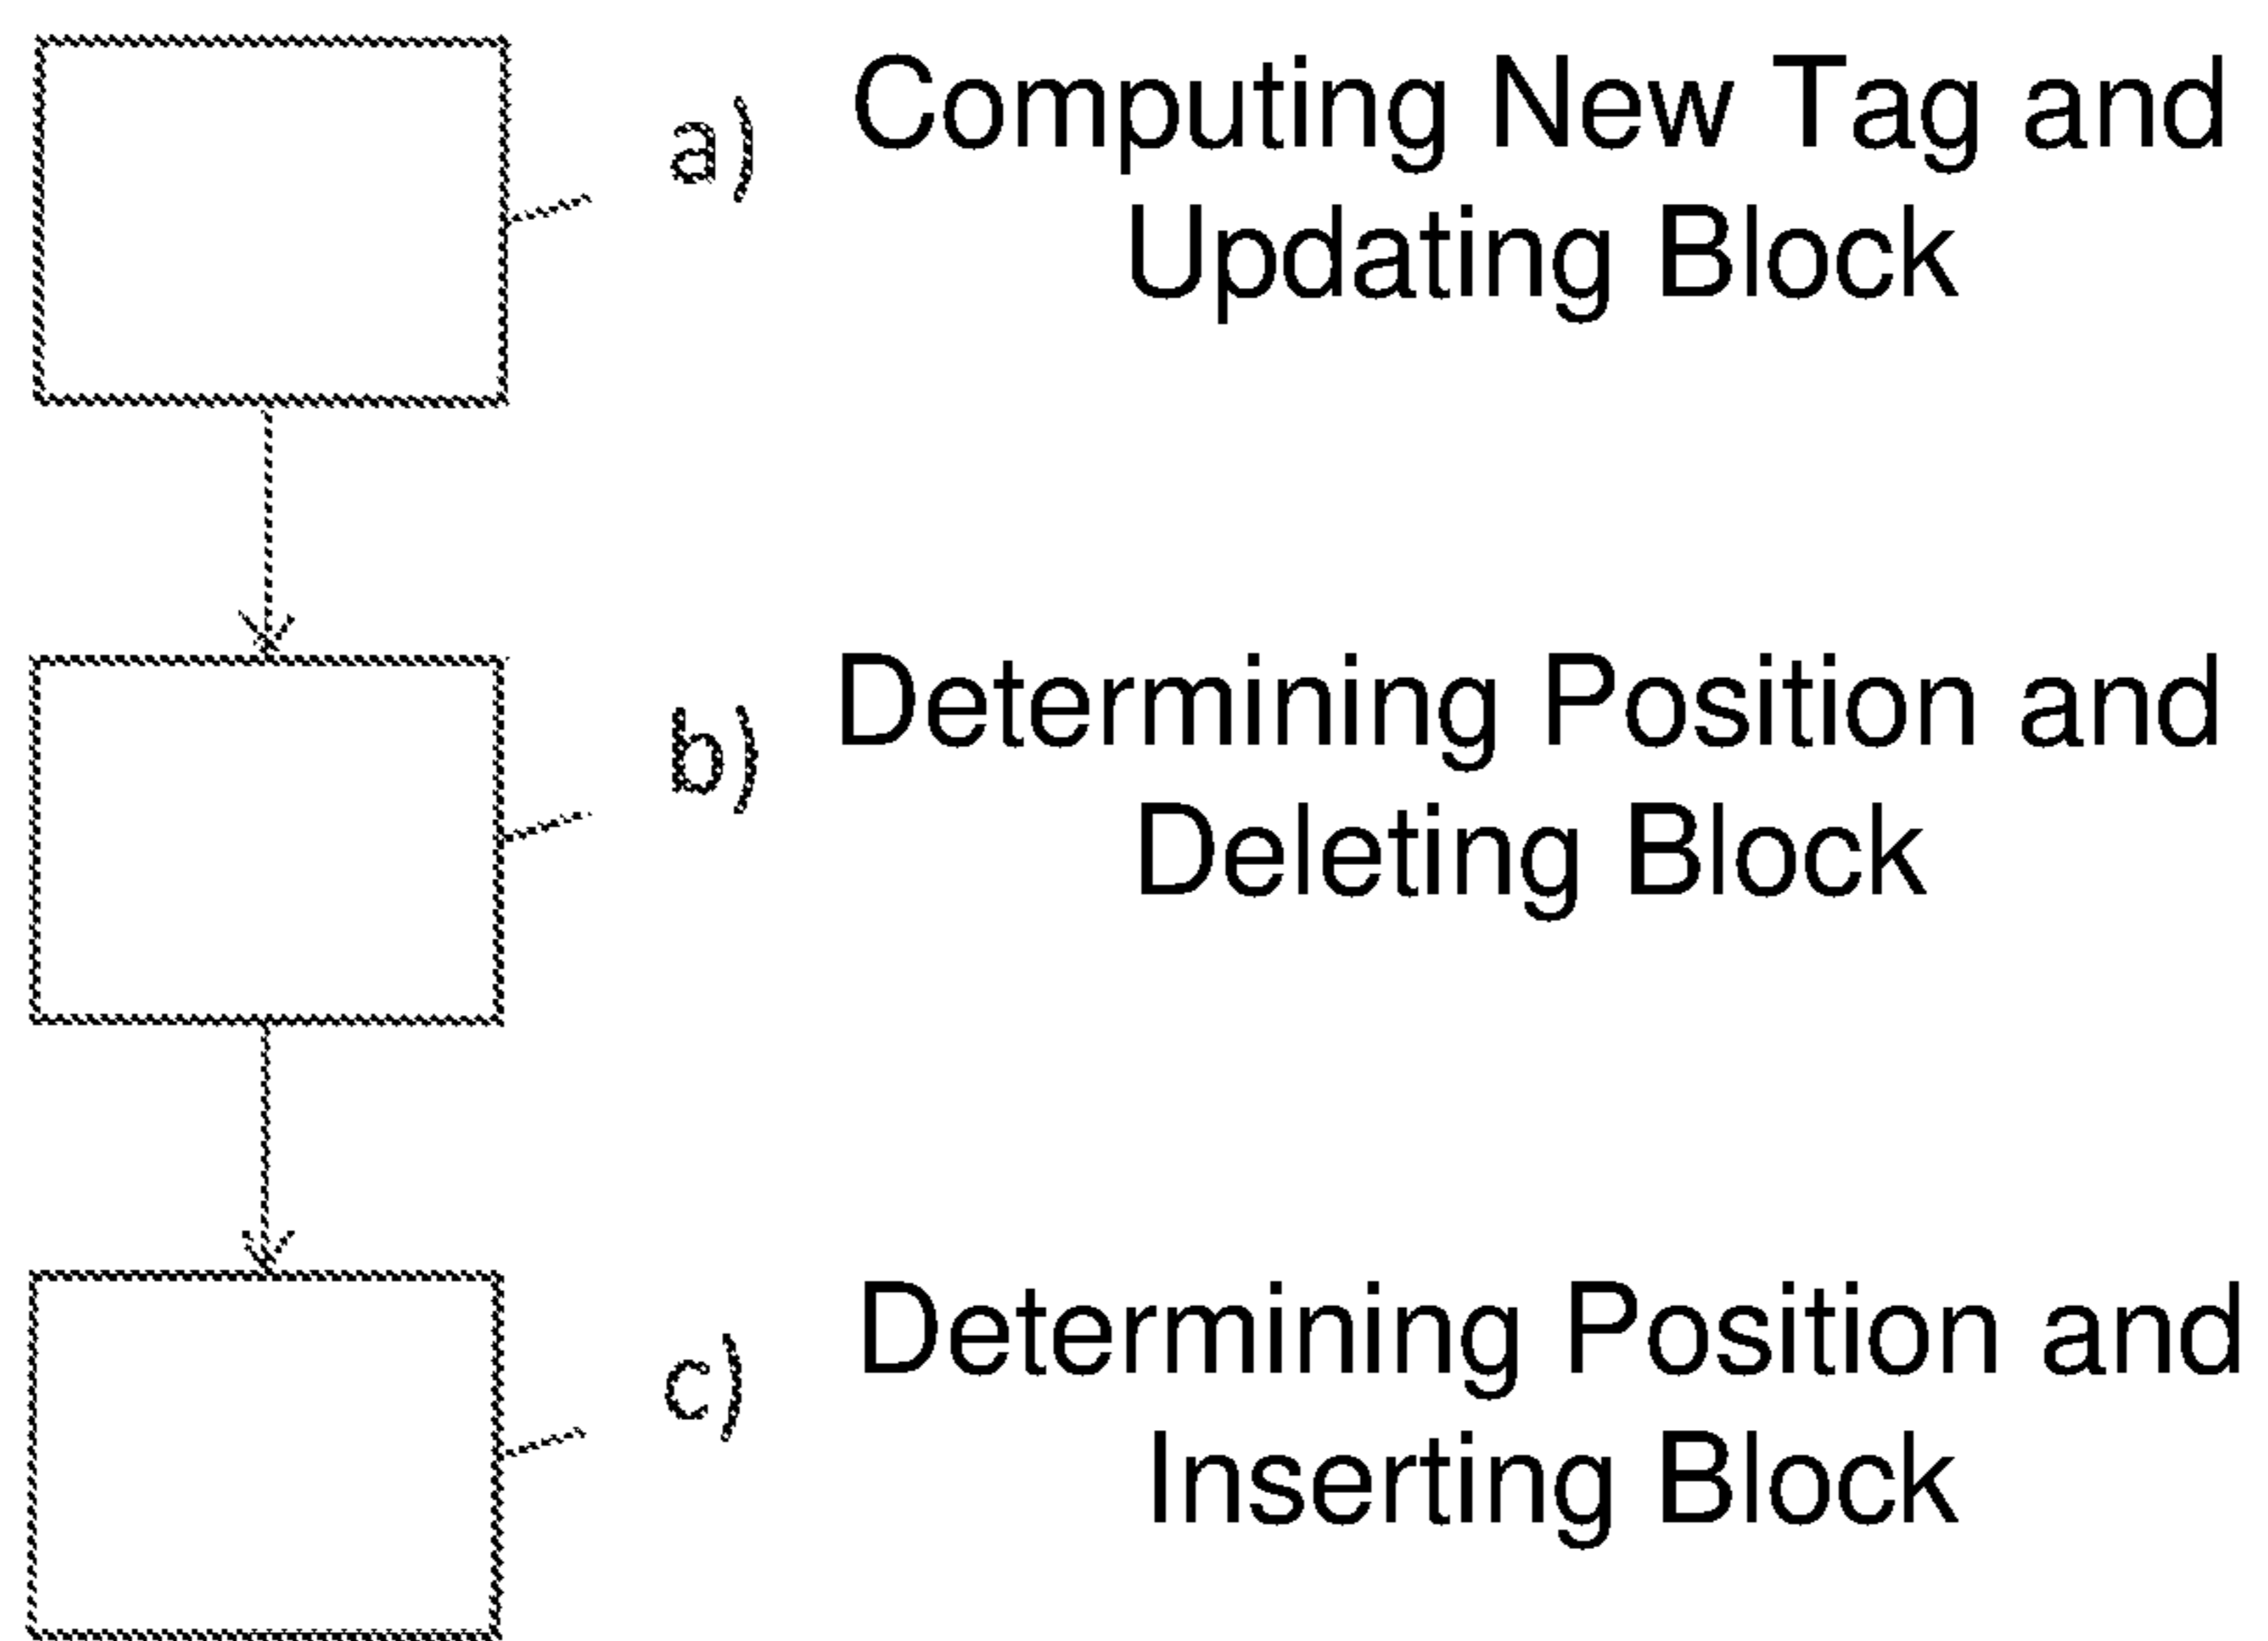 a) Computing New Tag and
Updating Block
b) Determining Position and
Deleting Block
c) Determining Position and
Inserting Block